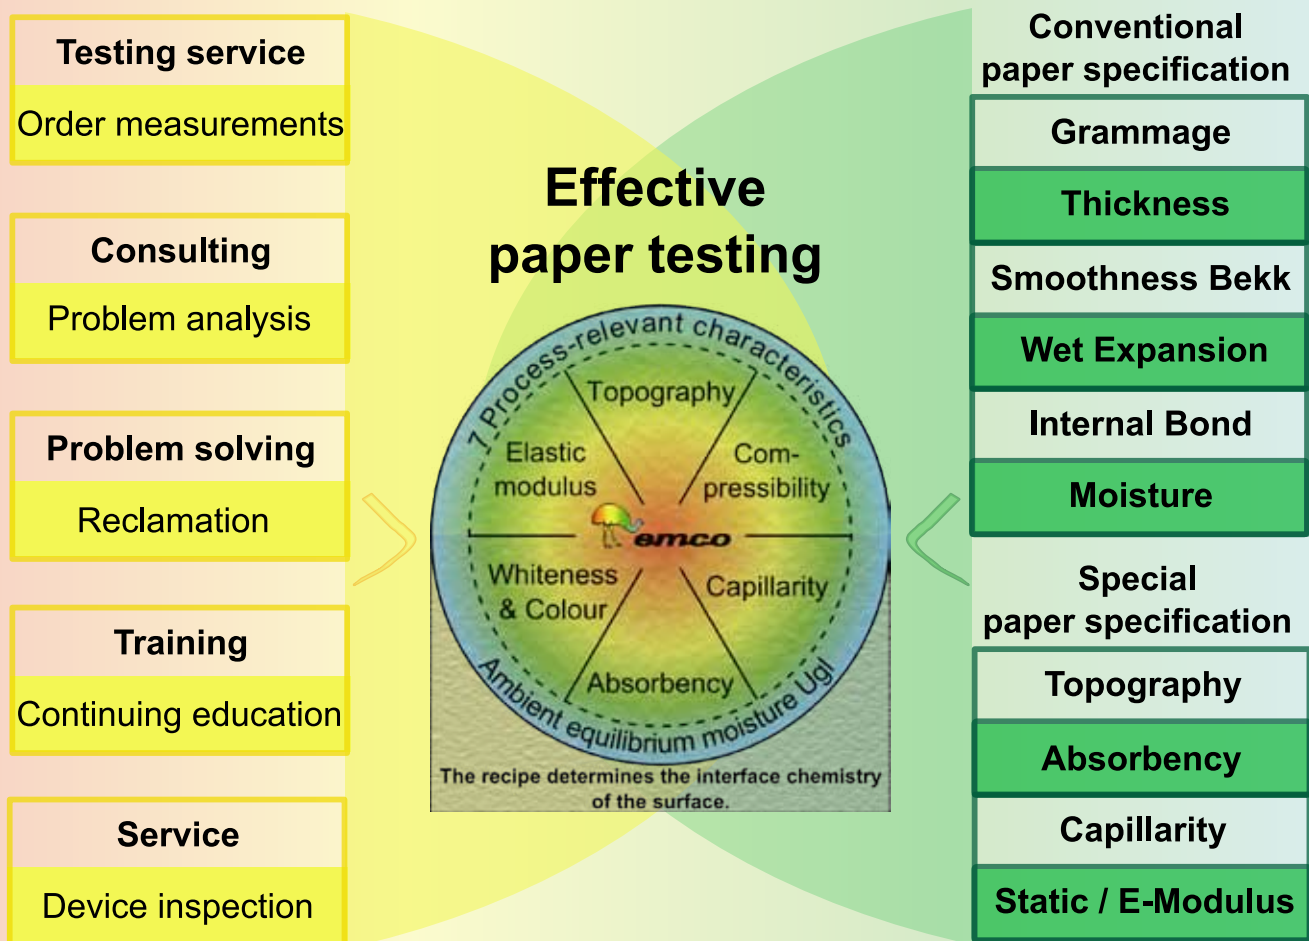 Testing service
Order measurements
Consulting
Problem analysis
Problem solving
Reclamation
Training
Continuing education
Service
Device inspection
Effective
paper testing
7 Process-relevant characteristics
Topography
Elastic
modulus
Com-
pressibility
emco
Whiteness
& Colour
Capillarity
Absorbency
Ambient equilibrium moisture Ugl
The recipe determines the interface chemistry
of the surface.
Conventional
paper specification
Grammage
Thickness
Smoothness Bekk
Wet Expansion
Internal Bond
Moisture
Special
paper specification
Topography
Absorbency
Capillarity
Static / E-Modulus